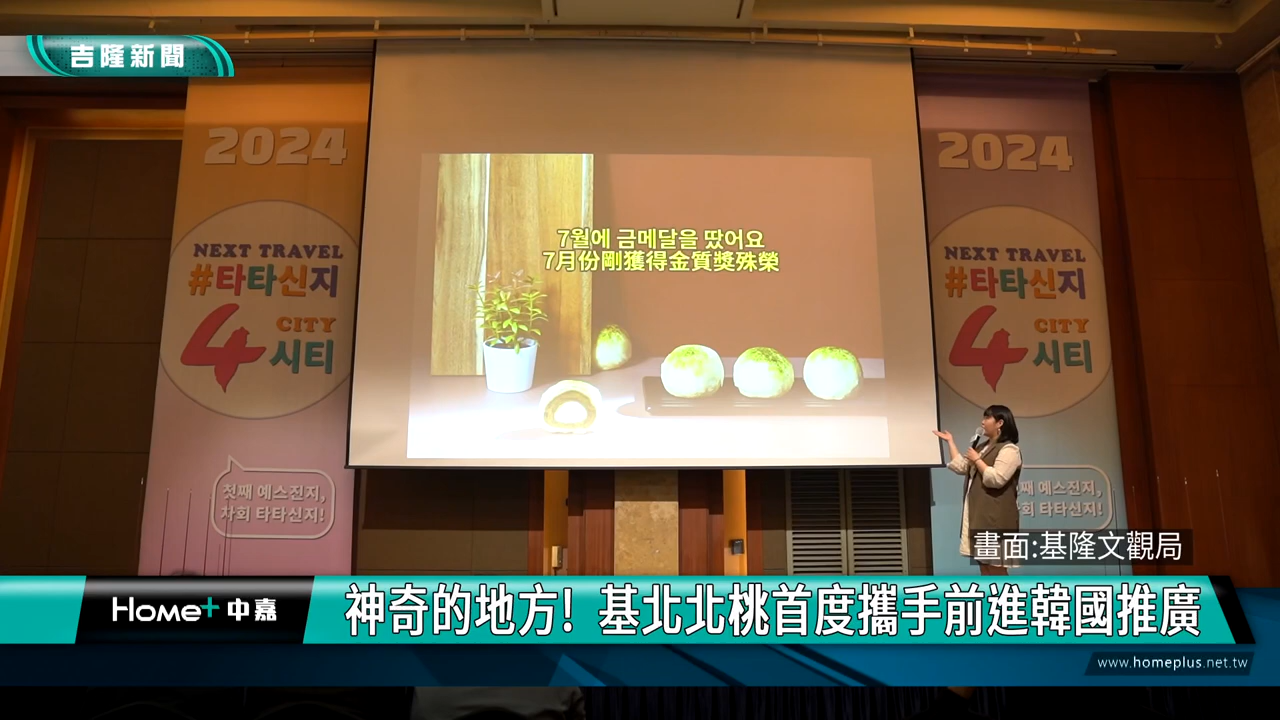 吉隆新聞
2024
NEXT TRAVEL
#타타신지
4 CITY
시티
첫째 예스진지,
차회 타타신지!
7월에 금메달을 땄어요
7月份剛獲得金質獎殊榮
2024
NEXT TRAVEL
#타타신지
4 CITY
시티
예스진지,
회 타타신지!
畫面:基隆文觀局
Home+ 中嘉
神奇的地方! 基北北桃首度攜手前進韓國推廣
www.homeplus.net.tw